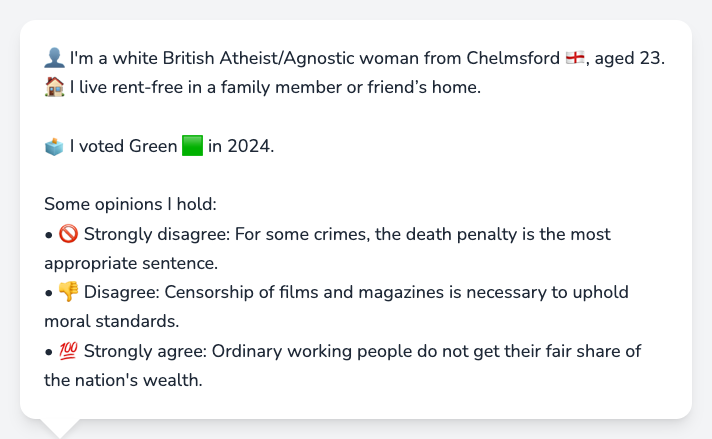 👤 I'm a white British Atheist/Agnostic woman from Chelmsford 🏴󠁧󠁢󠁥󠁮󠁧󠁿, aged 23.
🏠 I live rent-free in a family member or friend’s home.
🗳️ I voted Green 🟩 in 2024.
Some opinions I hold:
• 🚫 Strongly disagree: For some crimes, the death penalty is the most
appropriate sentence.
• 👎 Disagree: Censorship of films and magazines is necessary to uphold
moral standards.
• 💯 Strongly agree: Ordinary working people do not get their fair share of
the nation's wealth.